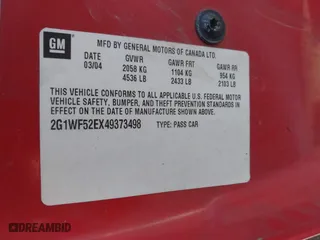 GM
MFD BY GENERAL MOTORS OF CANADA LTD.
DATE GVWR GAWR FRT GAWR RR
03/04 2058 KG 1104 KG 954 KG
4536 LB 2433 LB 2103 LB
THIS VEHICLE CONFORMS TO ALL APPLICABLE U.S. FEDERAL MOTOR
VEHICLE SAFETY, BUMPER, AND THEFT PREVENTION STANDARDS IN
EFFECT ON THE DATE OF MANUFACTURE SHOWN ABOVE.
2G1WF52EX49373498 TYPE: PASS CAR
DREAMBID